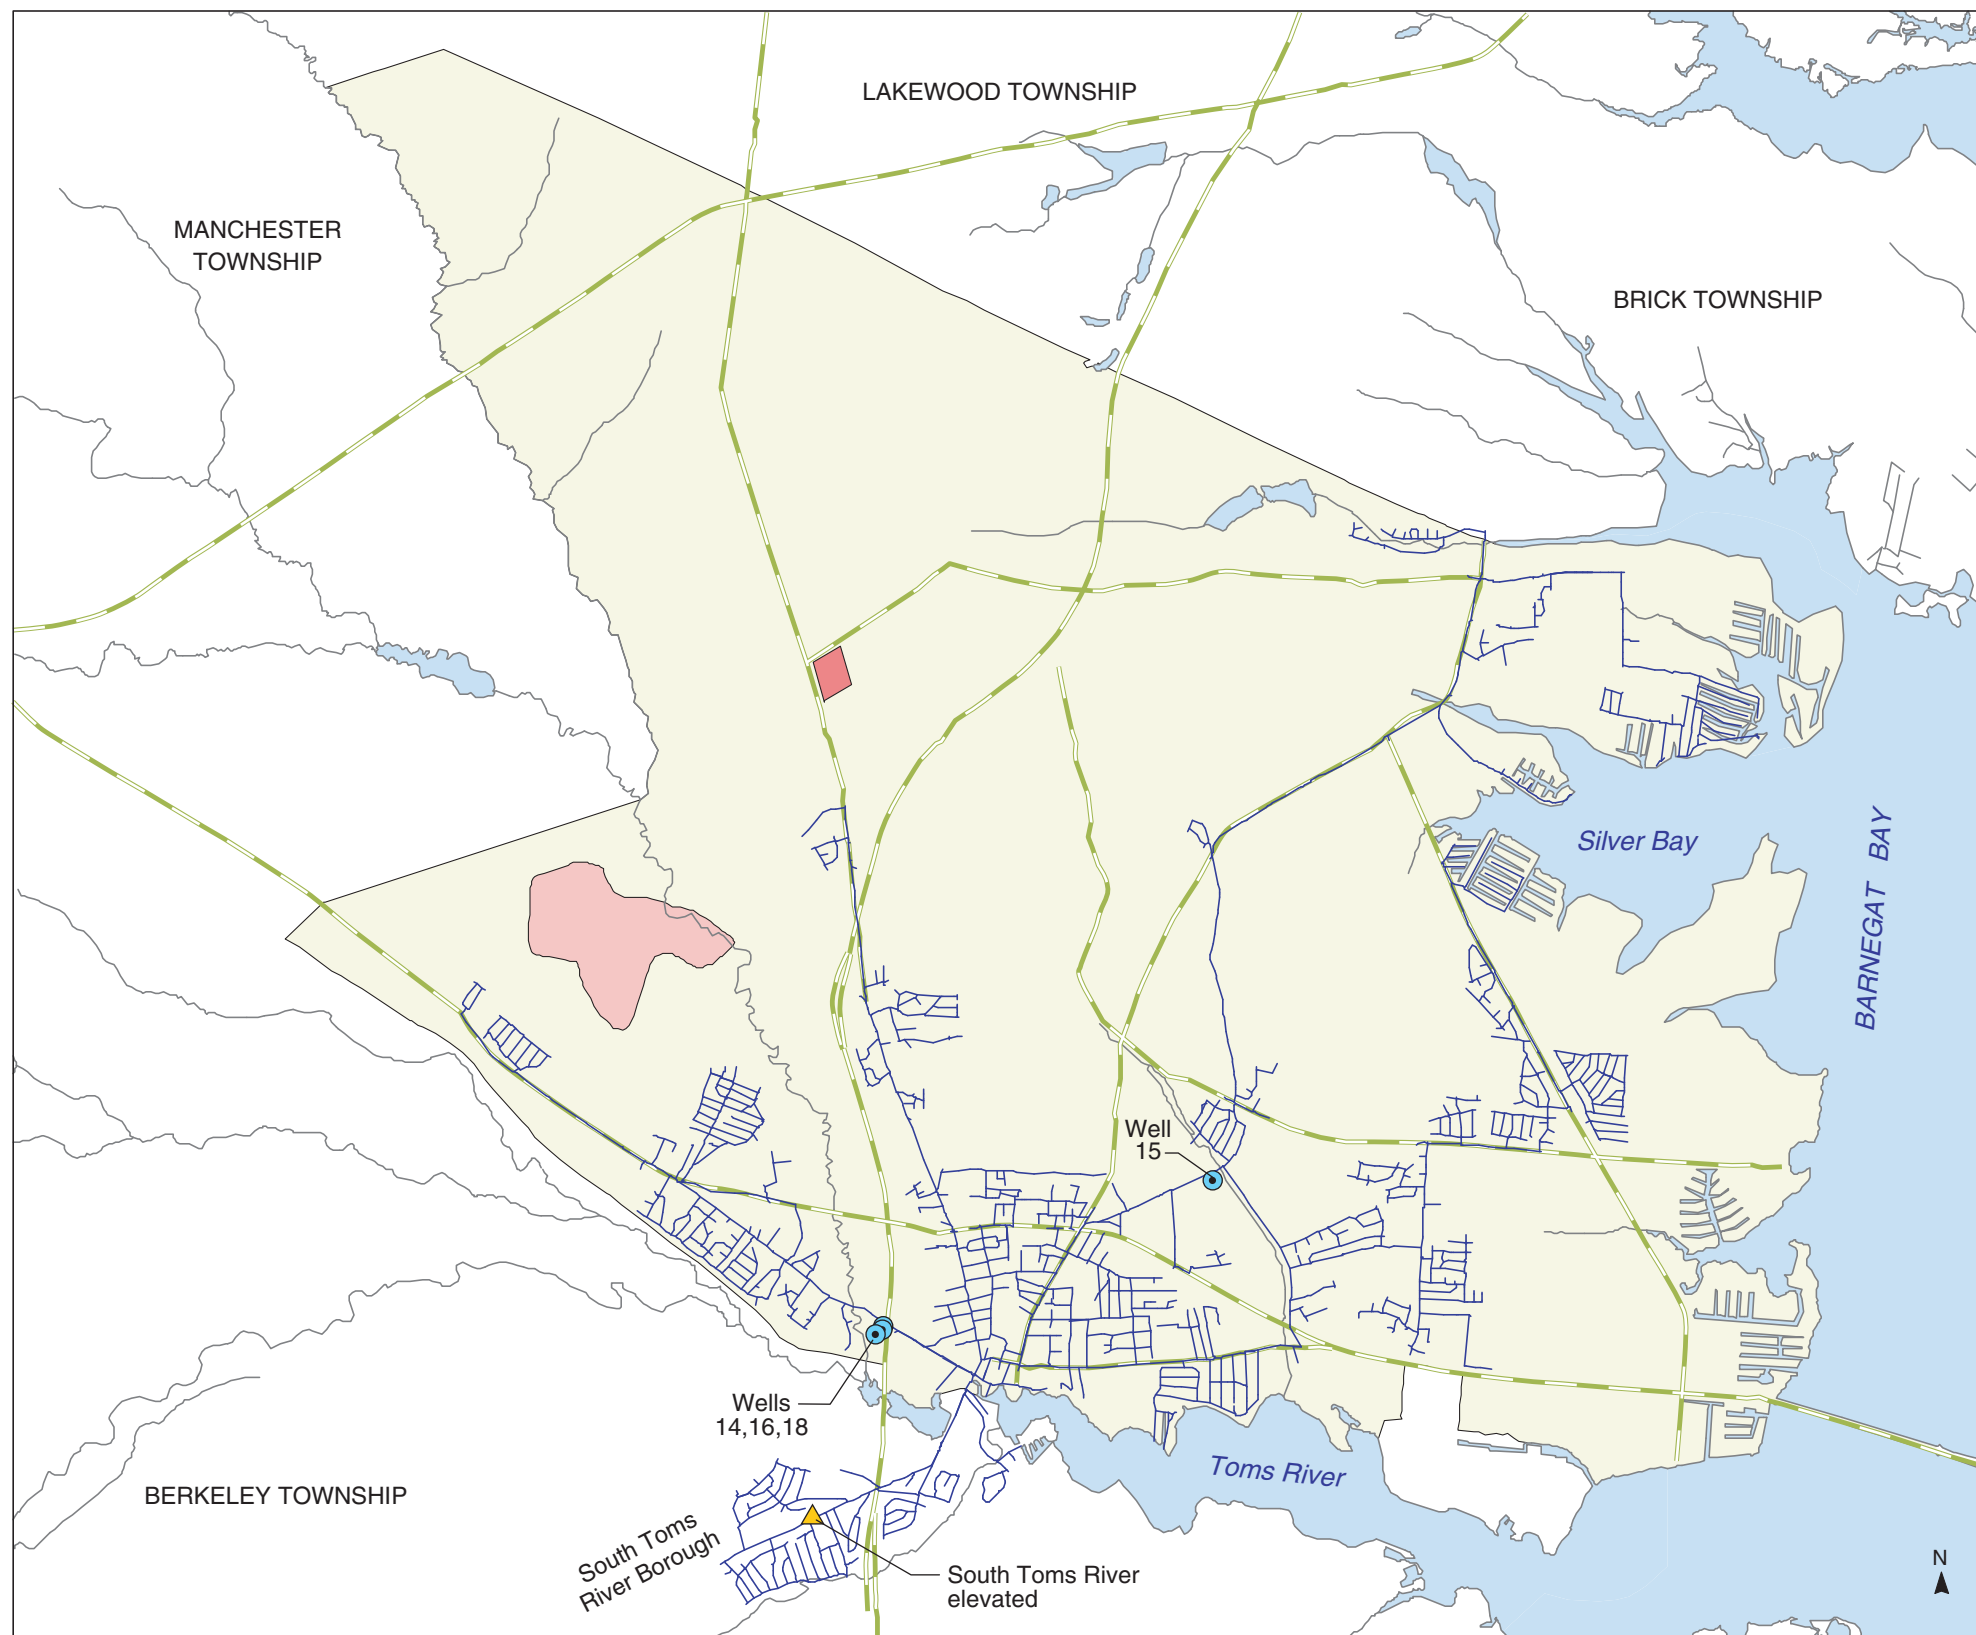 LAKEWOOD TOWNSHIP
MANCHESTER
TOWNSHIP
BRICK TOWNSHIP
Silver Bay
BARNEGAT BAY
Well
15
Wells
14,16,18
Toms River
BERKELEY TOWNSHIP
South Toms
River Borough
South Toms River
elevated
N